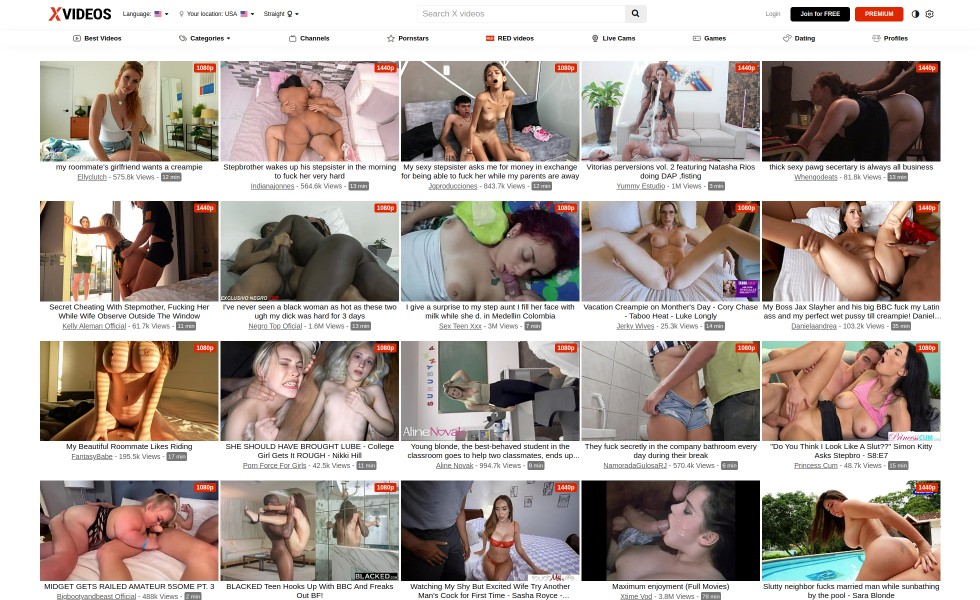 XVIDEOS
Language:
Your location: USA
Straight
Search X videos
Login
Join for FREE
PREMIUM
Best Videos
Categories
Channels
Pornstars
RED videos
Live Cams
Games
Dating
Profiles
1080p
1440p
1080p
1440p
1440p
my roommate's girlfriend wants a creampie
Ellyclutch - 575.8k Views - 12 min
Stepbrother wakes up his stepsister in the morning
to fuck her very hard
Indianajonnes - 564.6k Views - 13 min
My sexy stepsister asks me for money in exchange
for being able to fuck her while my parents are away
Jqproducciones - 843.7k Views - 12 min
Vitorias perversions vol. 2 featuring Natasha Rios
doing DAP ,fisting
Yummy Estudio - 1M Views - 3 min
thick sexy pawg secertary is always all business
Whengodeats - 81.8k Views - 13 min
1440p
1080p
1080p
1080p
1440p
EXCLUSIVO NEGRO
Secret Cheating With Stepmother, Fucking Her
While Wife Observe Outside The Window
Kelly Aleman Official - 61.7k Views - 11 min
I've never seen a black woman as hot as these two
ugh my dick was hard for 3 days
Negro Top Oficial - 1.6M Views - 13 min
I give a surprise to my step aunt I fill her face with
milk while she d. in Medellin Colombia
Sex Teen Xxx - 3M Views - 7 min
Vacation Creampie on Monther's Day - Cory Chase
- Taboo Heat - Luke Longly
Jerky Wives - 25.3k Views - 14 min
My Boss Jax Slayher and his big BBC fuck my Latin
ass and my perfect wet pussy till creampie! Daniel...
Danielaandrea - 103.2k Views - 35 min
1080p
1080p
1080p
1080p
1080p
Aline Novak
My Beautiful Roommate Likes Riding
FantasyBabe - 195.5k Views - 17 min
SHE SHOULD HAVE BROUGHT LUBE - College
Girl Gets It ROUGH - Nikki Hill
Porn Force For Girls - 42.5k Views - 11 min
Young blonde, the best-behaved student in the
classroom goes to help two classmates, ends up...
Aline Novak - 994.7k Views - 8 min
They fuck secretly in the company bathroom every
day during their break
NamoradaGulosaRJ - 570.4k Views - 6 min
"Do You Think I Look Like A Slut??" Simon Kitty
Asks Stepbro - S8:E7
Princess Cum - 48.7k Views - 15 min
1080p
1080p
1440p
1440p
BLACKED
MIDGET GETS RAILED AMATEUR 5SOME PT. 3
Bigbootyandbeast Official - 488k Views - 2 min
BLACKED Teen Hooks Up With BBC And Freaks
Out BF!
Watching My Shy But Excited Wife Try Another
Man's Cock for First Time - Sasha Royce -...
Maximum enjoyment (Full Movies)
Xtime Vod - 3.8M Views - 78 min
Slutty neighbor fucks married man while sunbathing
by the pool - Sara Blonde